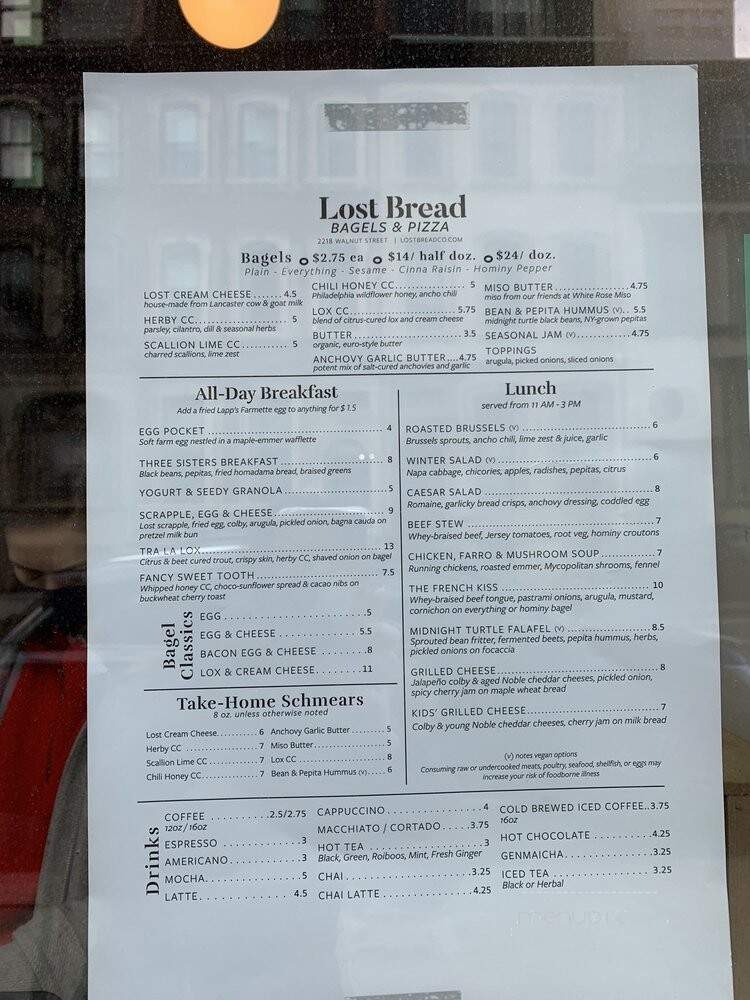 Lost Bread
BAGELS & PIZZA
2218 WALNUT STREET | LOSTBREADCO.COM
Bagels o $2.75 ea o $14/ half doz. o $24/ doz.
Plain - Everything - Sesame - Cinna Raisin - Hominy Pepper
LOST CREAM CHEESE....... 4.5
house-made from Lancaster cow & goat milk
HERBY CC........................ 5
parsley, cilantro, dill & seasonal herbs
SCALLION LIME CC............ 5
charred scallions, lime zest
CHILI HONEY CC................ 5
Philadelphia wildflower honey, ancho chili
LOX CC.......................... 5.75
blend of citrus-cured lox and cream cheese
BUTTER........................ 3.5
organic, euro-style butter
ANCHOVY GARLIC BUTTER....4.75
potent mix of salt-cured anchovies and garlic
MISO BUTTER.................4.75
miso from our friends at White Rose Miso
BEAN & PEPITA HUMMUS (V).. 5.5
midnight turtle black beans, NY-grown pepitas
SEASONAL JAM (V).............4.75
TOPPINGS
arugula, picked onions, sliced onions
All-Day Breakfast
Add a fried Lapp's Farmette egg to anything for $1.5
EGG POCKET ........................................ 4
Soft farm egg nestled in a maple-emmer wafflette
THREE SISTERS BREAKFAST ..................... 8
Black beans, pepitas, fried homadama bread, braised greens
YOGURT & SEEDY GRANOLA.....................5
SCRAPPLE, EGG & CHEESE....................... 9
Lost scrapple, fried egg, colby, arugula, pickled onion, bagna cauda on
pretzel milk bun
TRA LA LOX......................................... 13
Citrus & beet cured trout, crispy skin, herby CC, shaved onion on bagel
FANCY SWEET TOOTH ........................... 7.5
Whipped honey CC, choco-sunflower spread & cacao nibs on
buckwheat cherry toast
Bagel
Classics
EGG ............................5
EGG & CHEESE ............. 5.5
BACON EGG & CHEESE ........8
LOX & CREAM CHEESE........11
Take-Home Schmears
8 oz. unless otherwise noted
Lost Cream Cheese.......... 6
Herby CC .................. 7
Scallion Lime CC........... 7
Chili Honey CC............. 7
Anchovy Garlic Butter .......... 5
Miso Butter.................... 5
Lox CC ......................... 8
Bean & Pepita Hummus (V)..... 6
Lunch
served from 11 AM - 3 PM
ROASTED BRUSSELS (V) ............................ 6
Brussels sprouts, ancho chili, lime zest & juice, garlic
WINTER SALAD (V)................................. 6
Napa cabbage, chicories, apples, radishes, pepitas, citrus
CAESAR SALAD ...................................... 8
Romaine, garlicky bread crisps, anchovy dressing, coddled egg
BEEF STEW .......................................... 7
Whey-braised beef, Jersey tomatoes, root veg, hominy croutons
CHICKEN, FARRO & MUSHROOM SOUP............7
Running chickens, roasted emmer, Mycopolitan shrooms, fennel
THE FRENCH KISS ................................ 10
Whey-braised beef tongue, pastrami onions, arugula, mustard,
cornichon on everything or hominy bagel
MIDNIGHT TURTLE FALAFEL (V) ..................8.5
Sprouted bean fritter, fermented beets, pepita hummus, herbs,
pickled onions on focaccia
GRILLED CHEESE.................................... 8
Jalapeño colby & aged Noble cheddar cheeses, pickled onion,
spicy cherry jam on maple wheat bread
KIDS' GRILLED CHEESE............................7
Colby & young Noble cheddar cheeses, cherry jam on milk bread
(v) notes vegan options
Consuming raw or undercooked meats, poultry, seafood, shellfish, or eggs may
increase your risk of foodborne illness
Drinks
COFFEE ...........2.5/2.75
12oz/16oz
ESPRESSO ...............3
AMERICANO..............3
MOCHA...................5
LATTE................. 4.5
CAPPUCCINO............... 4
MACCHIATO / CORTADO.....3.75
HOT TEA .................... 3
Black, Green, Roiboos, Mint, Fresh Ginger
CHAI......................3.25
CHAI LATTE ...............4.25
COLD BREWED ICED COFFEE..3.75
16oz
HOT CHOCOLATE .........4.25
GENMAICHA..............3.25
ICED TEA ................ 3.25
Black or Herbal